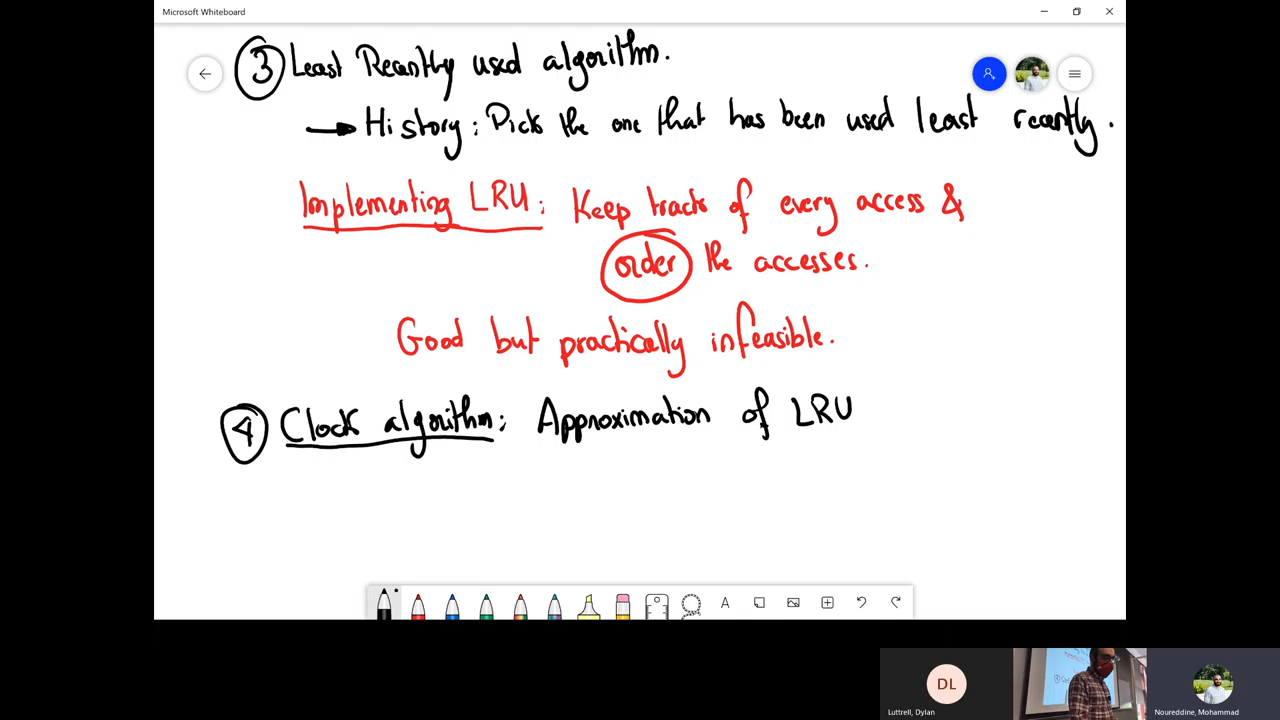 Microsoft Whiteboard
3 Least Recently used algorithm.
History: Picks the one that has been used least recently.
Implementing LRU: Keep track of every access &
order the accesses.
Good but practically infeasible.
4 Clock algorithm: Approximation of LRU
A
DL
Luttrell, Dylan
Noureddine, Mohammad